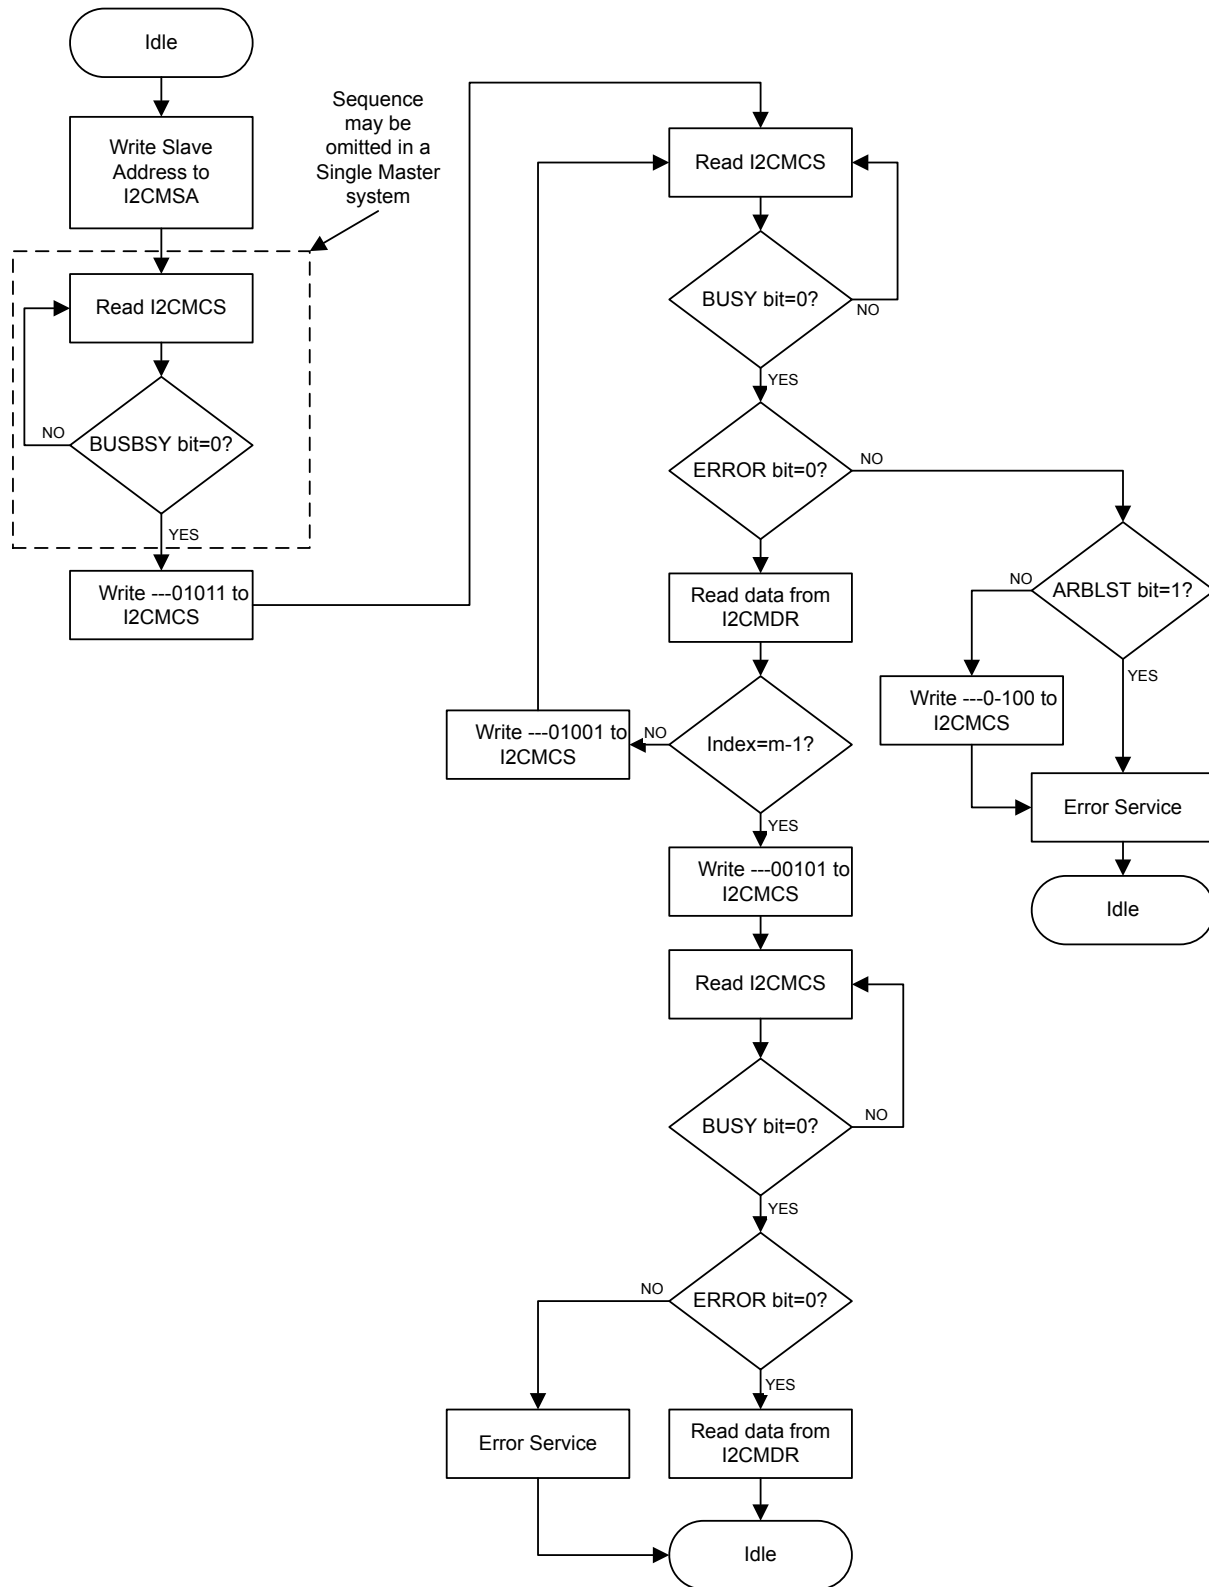 Idle
Write Slave
Address to
I2CMSA
Sequence
may be
omitted in a
Single Master
system
Read I2CMCS
BUSBSY bit=0?
NO
YES
Write ---01011 to
I2CMCS
Read I2CMCS
BUSY bit=0?
NO
YES
ERROR bit=0?
NO
Read data from
I2CMDR
ARBLST bit=1?
NO
YES
Write ---0-100 to
I2CMCS
Error Service
Idle
Index=m-1?
NO
Write ---01001 to
I2CMCS
YES
Write ---00101 to
I2CMCS
Read I2CMCS
BUSY bit=0?
NO
YES
ERROR bit=0?
NO
YES
Error Service
Read data from
I2CMDR
Idle